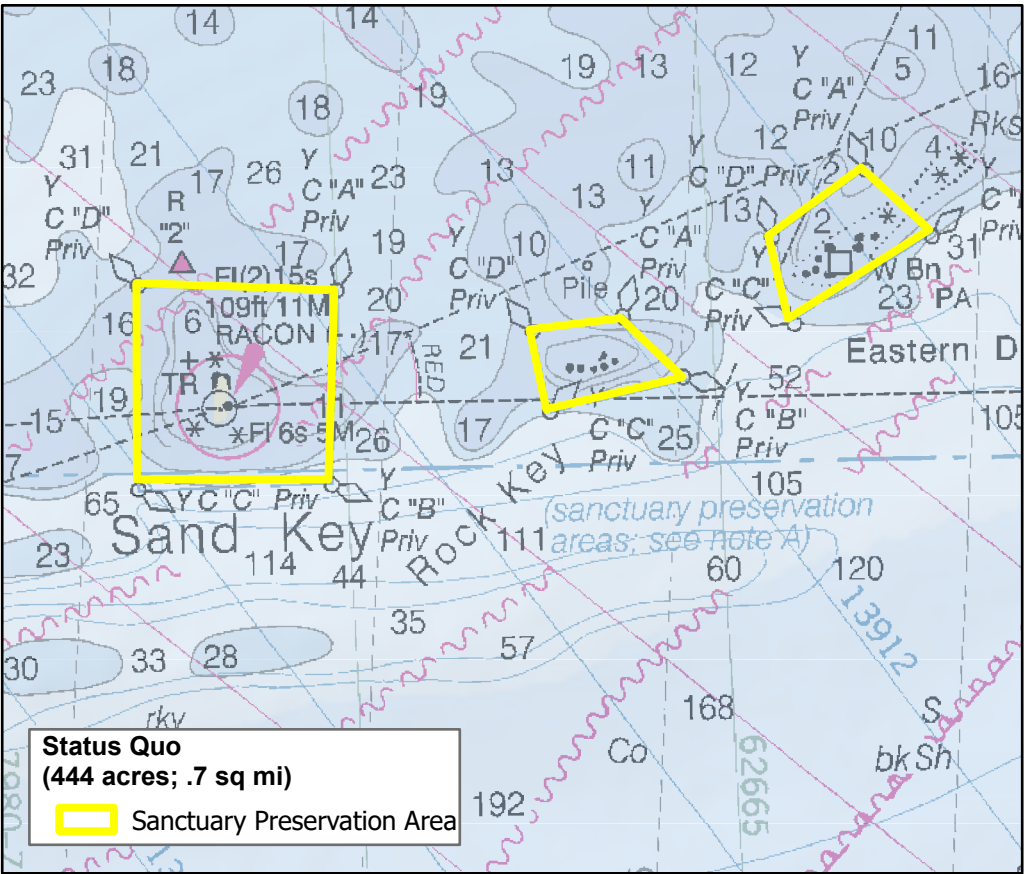 14
14
18
23
19
13
12
Y
C "A"
Priv
11
5
16
18
19
12
10
Rks
31
21
26
17
Y
C "A"
Priv
23
13
13
11
Y
C "D" Priv
2
4
Y
Y
C "D"
Priv
R
"2"
17
19
Y
C "D"
Priv
10
Y
C "A"
Priv
13
2
31
Priv
32
Fl(2)15s
109ft 11M
RACON
20
Pile
20
Y
C "C"
Priv
W Bn
23 PA
16
6
17
21
RED
Eastern D
TR
19
11
Y
52
15
Fl 6s 5M
26
17
C "C"
Priv
25
Y
C "B"
Priv
105
7
65
Y C "C" Priv
Y
C "B"
Priv
105
Sand Key
Rock Key
(sanctuary preservation
areas; see note A)
23
114
44
111
60
120
35
13912
57
30
33
28
rky
168
S
bk Sh
Co
62665
192
7980-7
Status Quo
(444 acres; .7 sq mi)
Sanctuary Preservation Area